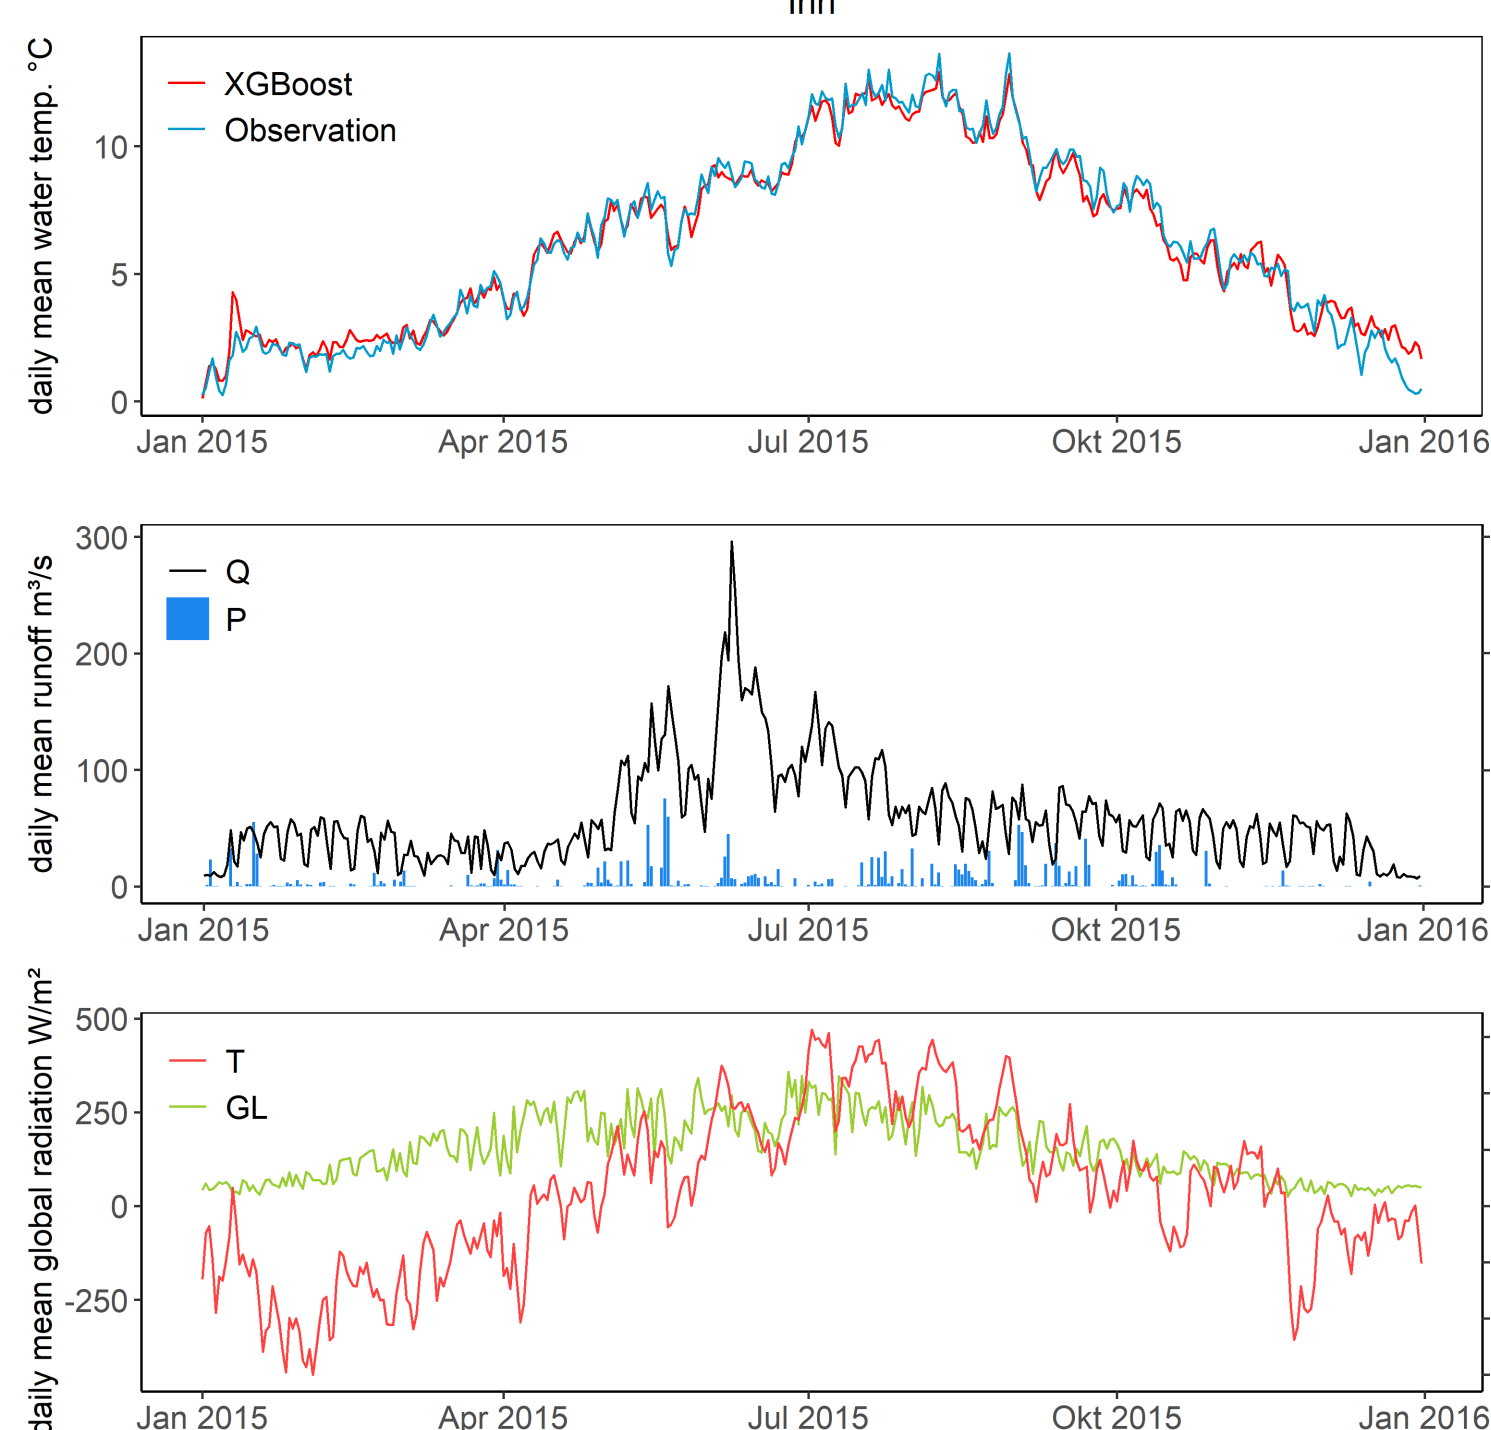 Inn
daily mean water temp. °C
XGBoost
Observation
10
5
0
Jan 2015 Apr 2015 Jul 2015 Okt 2015 Jan 2016
daily mean runoff m³/s
300
Q
P
200
100
0
Jan 2015 Apr 2015 Jul 2015 Okt 2015 Jan 2016
daily mean global radiation W/m²
500
T
GL
250
0
-250
Jan 2015 Apr 2015 Jul 2015 Okt 2015 Jan 2016